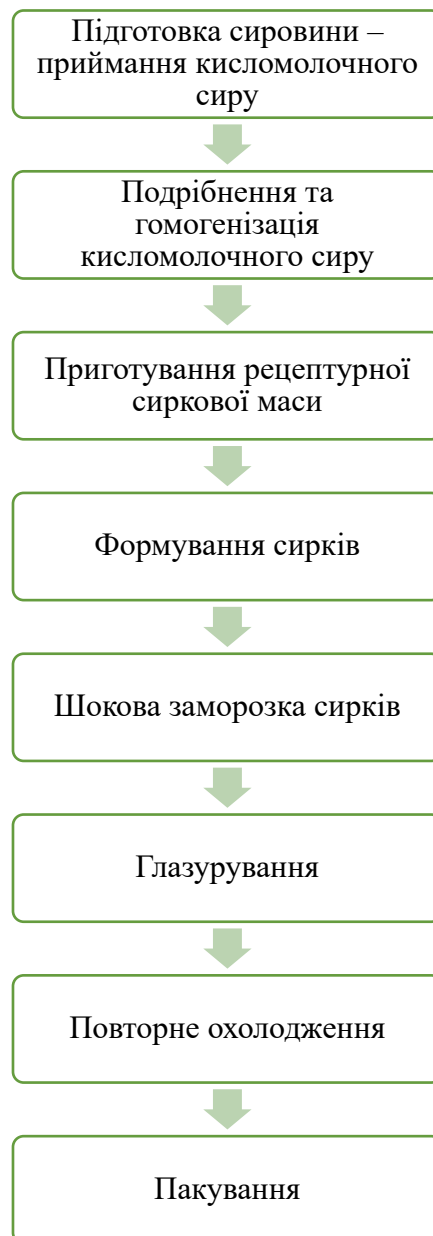 Підготовка сировини –
приймання кисломолочного
сиру
Подрібнення та
гомогенізація
кисломолочного сиру
Приготування рецептурної
сиркової маси
Формування сирків
Шокова заморозка сирків
Глазурування
Повторне охолодження
Пакування